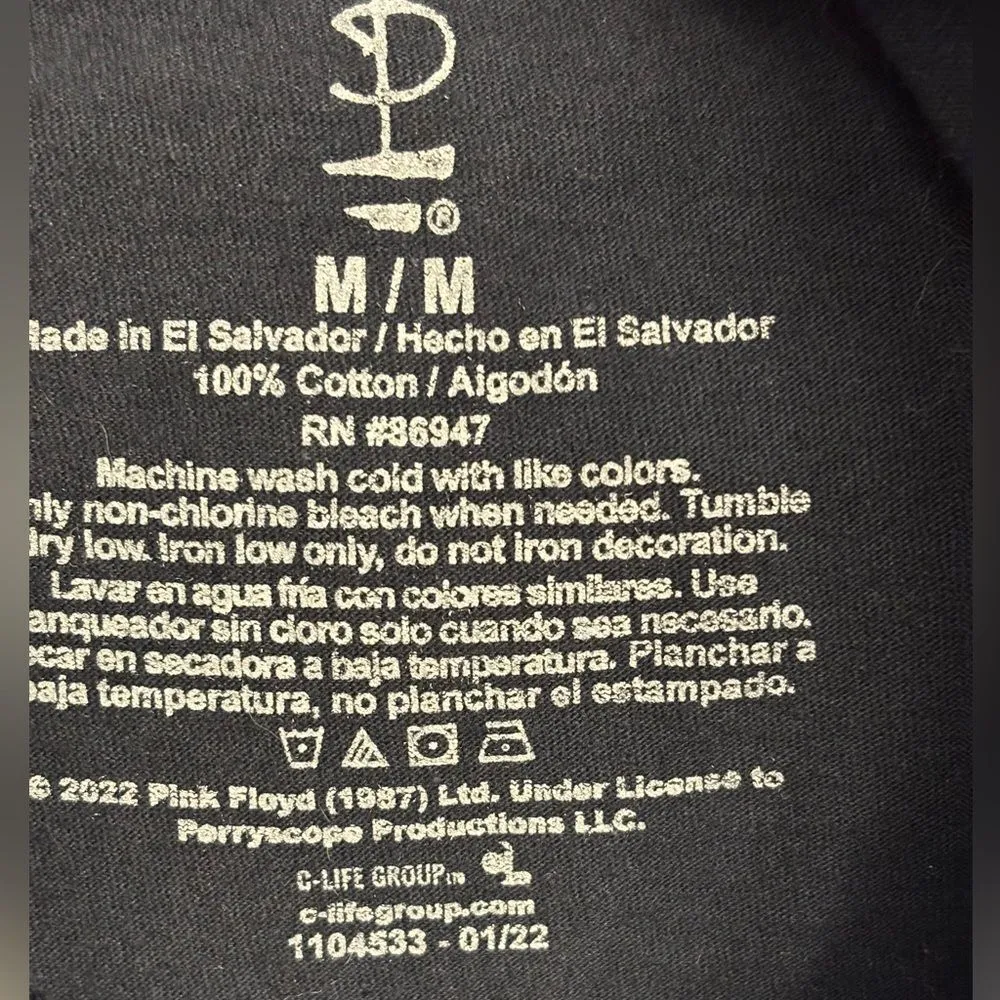 ®
M / M
Made in El Salvador / Hecho en El Salvador
100% Cotton / Algodón
RN #86947
Machine wash cold with like colors.
nly non-chlorine bleach when needed. Tumble
dry low. Iron low only, do not iron decoration.
Lavar en agua fría con colores similares. Use
anqueador sin cloro solo cuando sea necesario.
ecar en secadora a baja temperatura. Planchar a
baja temperatura, no planchar el estampado.
© 2022 Pink Floyd (1987) Ltd. Under License to
Perryscope Productions LLC.
C-LIFE GROUP
c-lifegroup.com
1104533 - 01/22